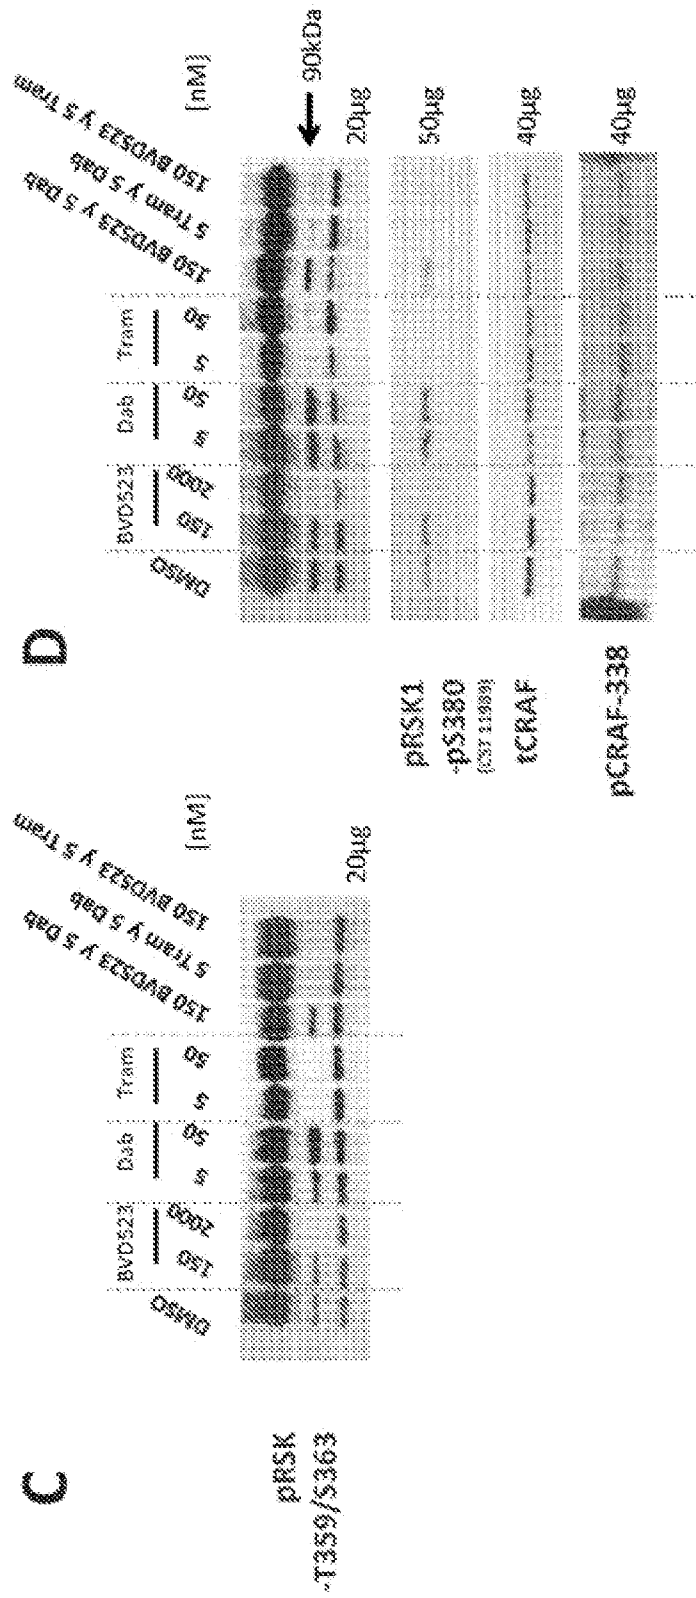 C
BVD523
Dab
Tram
DMSO
150
2000
5
50
5
50
150 BVD523 y 5 Dab
5 Tram y 5 Dab
150 BVD523 y 5 Tram
[nM]
pRSK
-T359/S363
20µg
D
BVD523
Dab
Tram
DMSO
150
2000
5
50
5
50
150 BVD523 y 5 Dab
5 Tram y 5 Dab
150 BVD523 y 5 Tram
[nM]
90kDa
20µg
pRSK1
-pS380
[CST 11989]
50µg
tCRAF
40µg
pCRAF-338
40µg